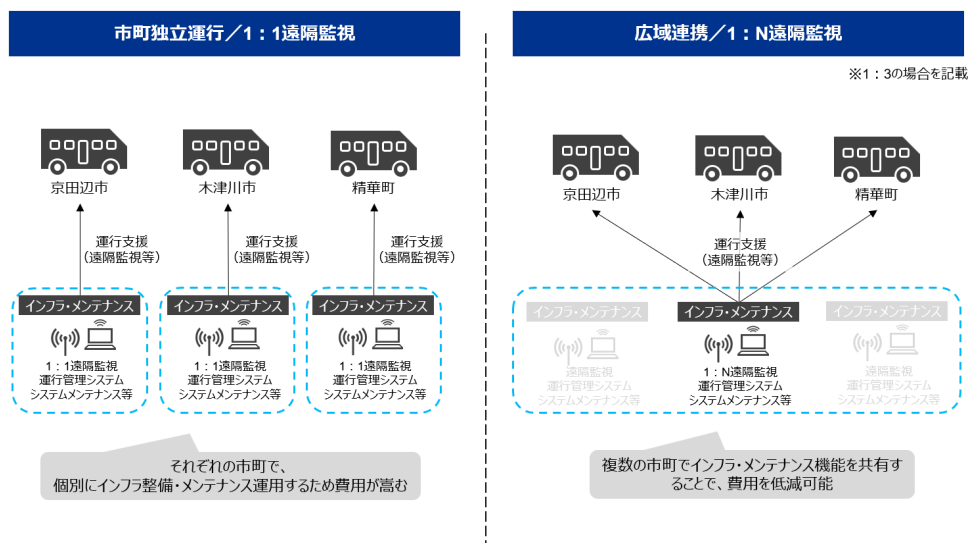 市町独立運行／1：1遠隔監視
京田辺市
木津川市
精華町
運行支援
（遠隔監視等）
運行支援
（遠隔監視等）
運行支援
（遠隔監視等）
インフラ・メンテナンス
インフラ・メンテナンス
インフラ・メンテナンス
1：1遠隔監視
運行管理システム
システムメンテナンス等
1：1遠隔監視
運行管理システム
システムメンテナンス等
1：1遠隔監視
運行管理システム
システムメンテナンス等
それぞれの市町で、
個別にインフラ整備・メンテナンス運用するため費用が嵩む
広域連携／1：N遠隔監視
※1：3の場合を記載
京田辺市
木津川市
精華町
運行支援
（遠隔監視等）
インフラ・メンテナンス
インフラ・メンテナンス
インフラ・メンテナンス
遠隔監視
運行管理システム
システムメンテナンス等
1：N遠隔監視
運行管理システム
システムメンテナンス等
遠隔監視
運行管理システム
システムメンテナンス等
複数の市町でインフラ・メンテナンス機能を共有す
ることで、費用を低減可能